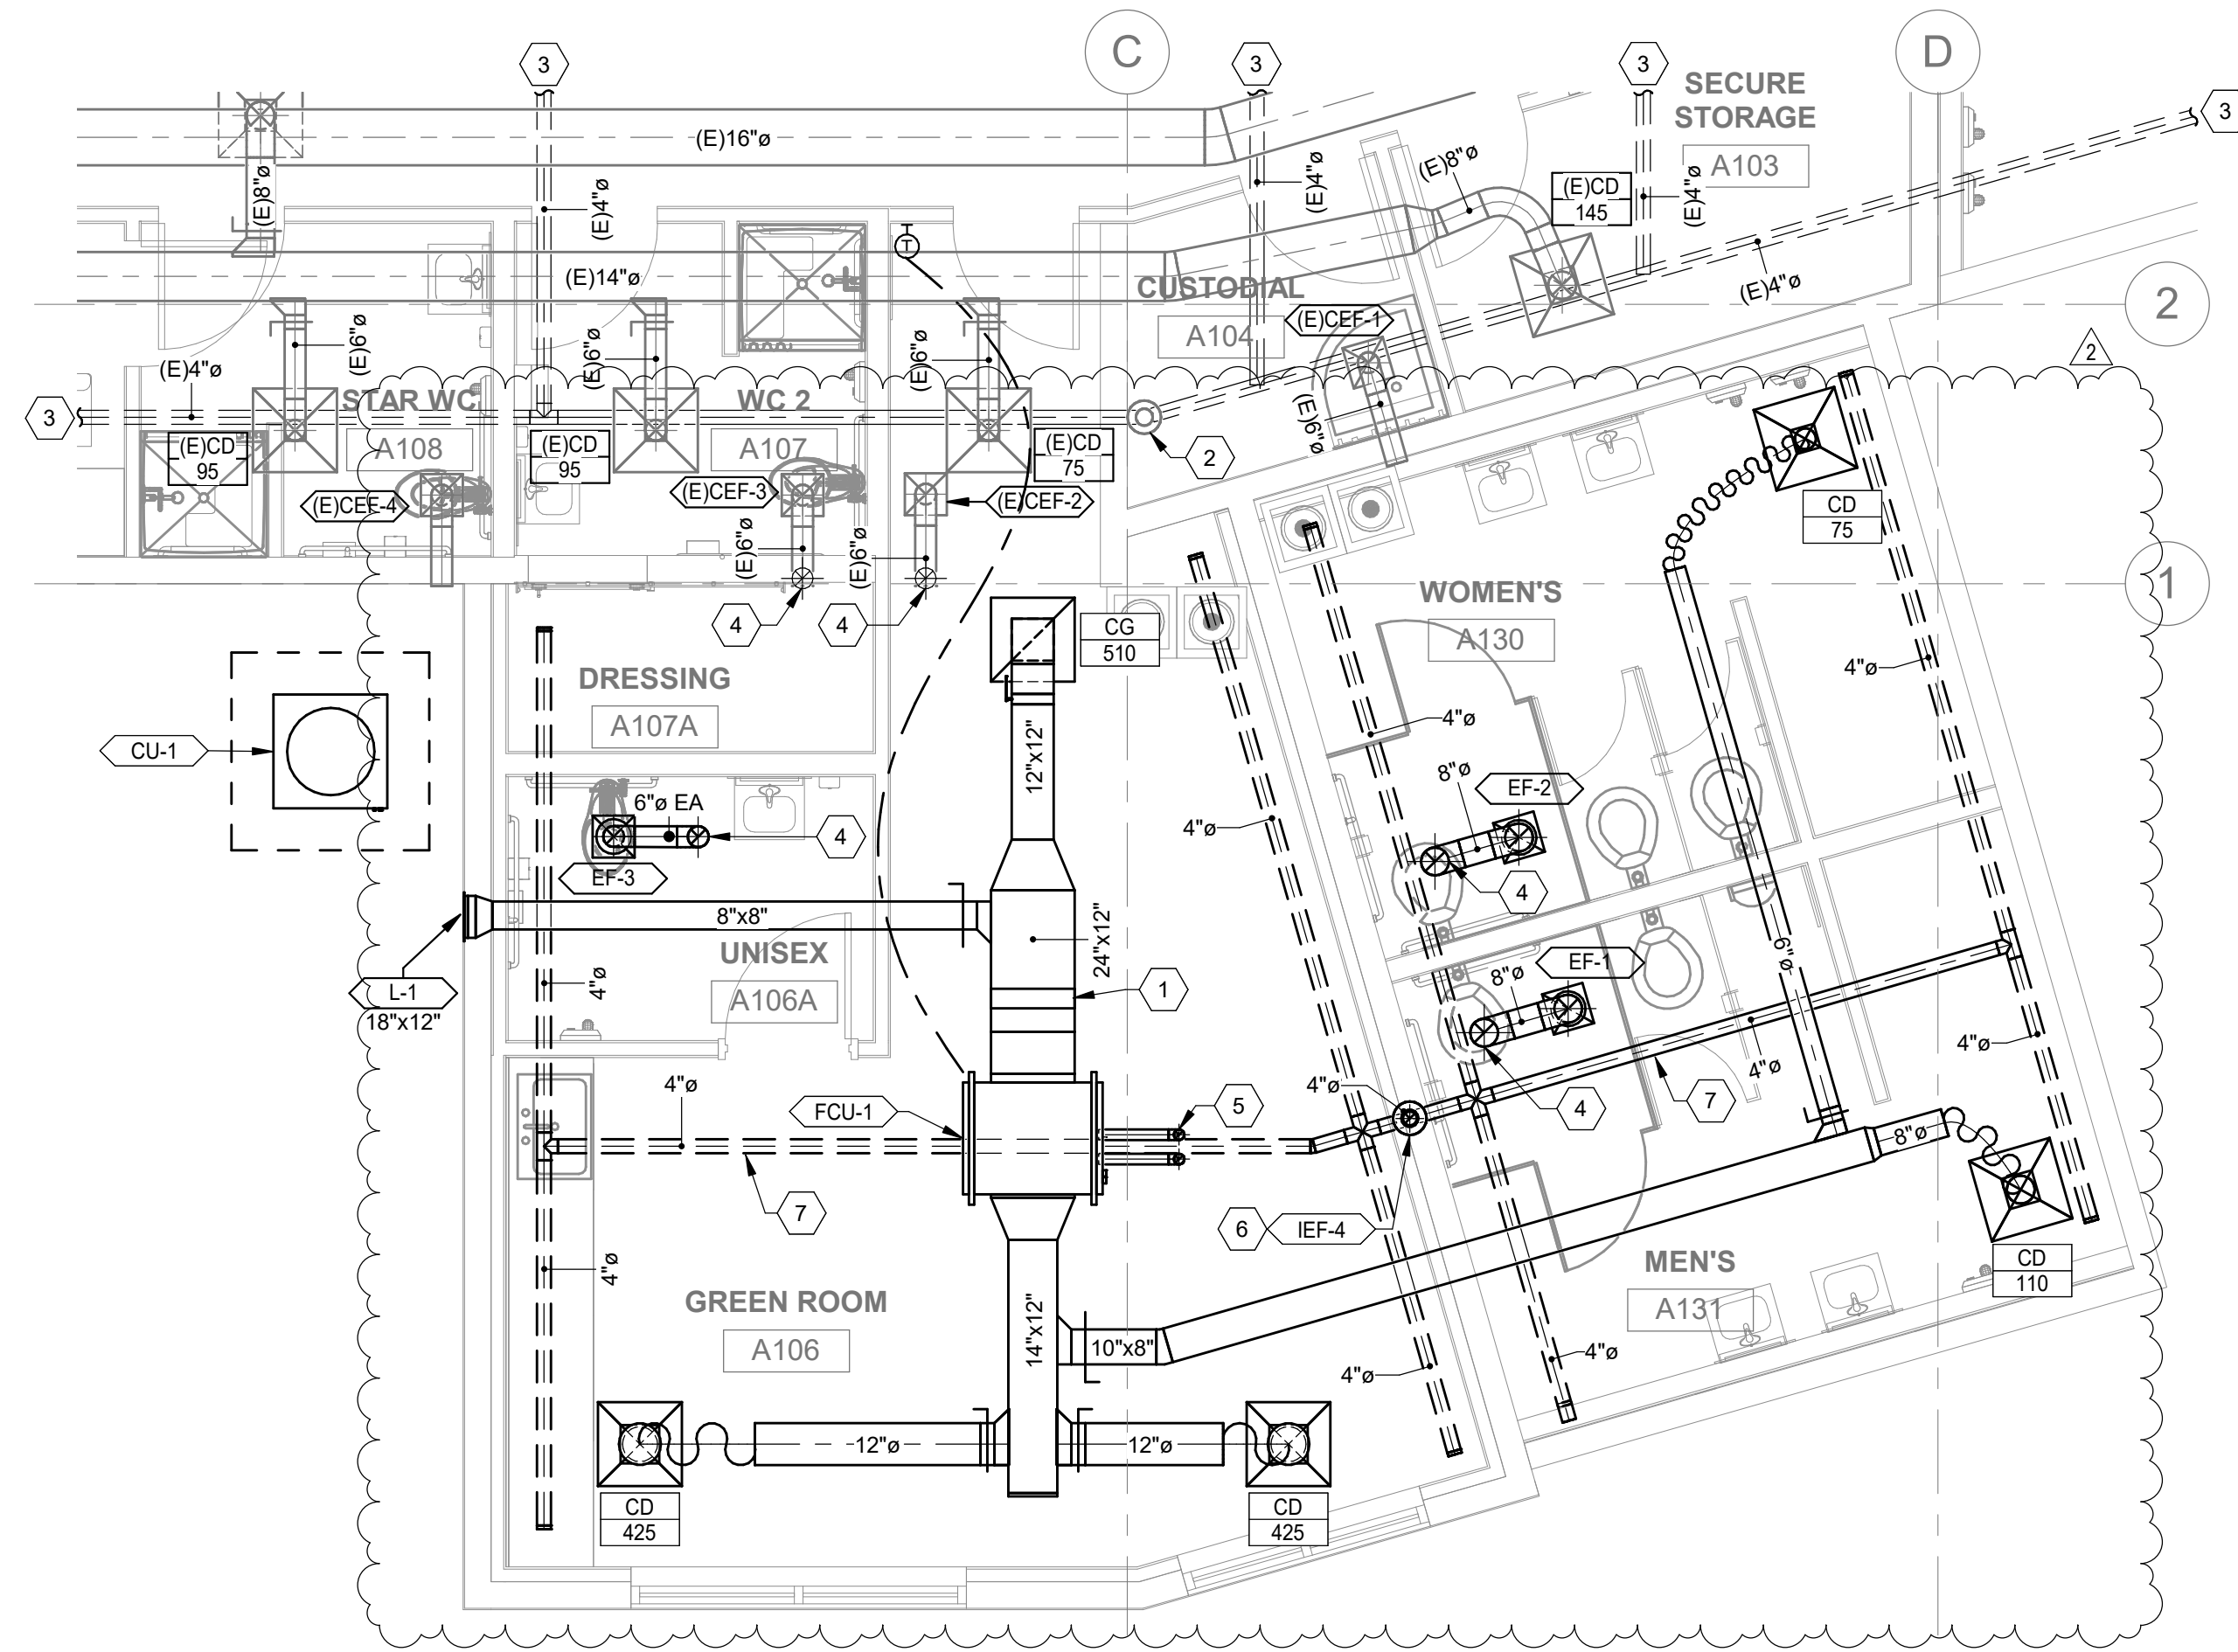 C
D
3
3
3
SECURE
STORAGE
A103
3
(E)16"ø
(E)8"ø
(E)4"ø
(E)4"ø
(E)8"ø
(E)CD
145
(E)4"ø
T
(E)14"ø
CUSTODIAL
A104
(E)CEF-1
(E)4"ø
2
2
(E)6"ø
(E)6"ø
(E)6"ø
(E)4"ø
3
STAR WC
A108
WC 2
A107
(E)CD
95
(E)CD
95
(E)CD
75
2
(E)6"ø
(E)CEF-4
(E)CEF-3
(E)CEF-2
CD
75
(E)6"ø
(E)6"ø
4
4
1
WOMEN'S
A130
CG
510
4"ø
DRESSING
A107A
4"ø
CU-1
12"x12"
8"ø
EF-2
6"ø EA
4
4"ø
EF-3
4
8"x8"
24"x12"
UNISEX
A106A
6"ø
EF-1
8"ø
4"ø
L-1
18"x12"
1
4"ø
4"ø
4"ø
4"ø
FCU-1
5
4
7
8"ø
7
6
IEF-4
4"ø
MEN'S
A131
CD
110
GREEN ROOM
A106
14"x12"
10"x8"
4"ø
4"ø
12"ø
12"ø
CD
425
CD
425